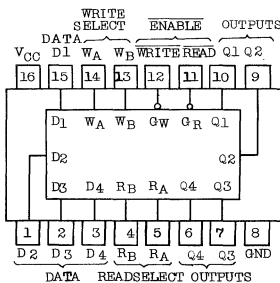 WRITE
SELECT ENABLE OUTPUTS
DATA
VCC D1 WA WB WRITE READ Q1 Q2
16 15 14 13 12 11 10 9
D1 WA WB GW GR Q1
D2 Q2
D3 D4 RB RA Q4 Q3
1 2 3 4 5 6 7 8
D2 D3 D4 RB RA Q4 Q3 GND
DATA READSELECT OUTPUTS